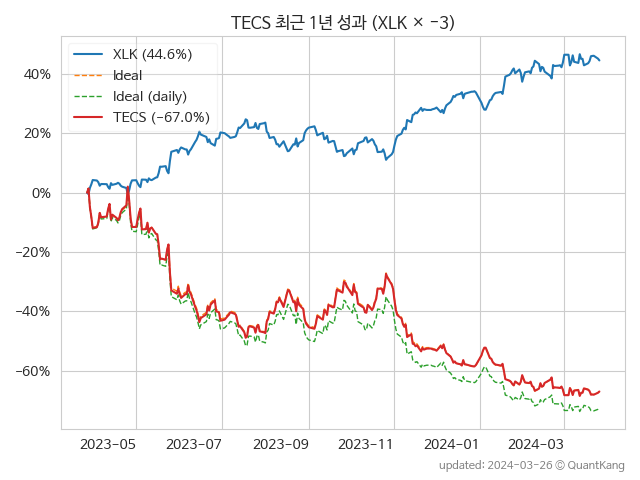 TECS 최근 1년 성과 (XLK × −3)
XLK (44.6%)
Ideal
Ideal (daily)
TECS (−67.0%)
40%
20%
0%
−20%
−40%
−60%
2023-05 2023-07 2023-09 2023-11 2024-01 2024-03
updated: 2024-03-26 ⓒ QuantKang